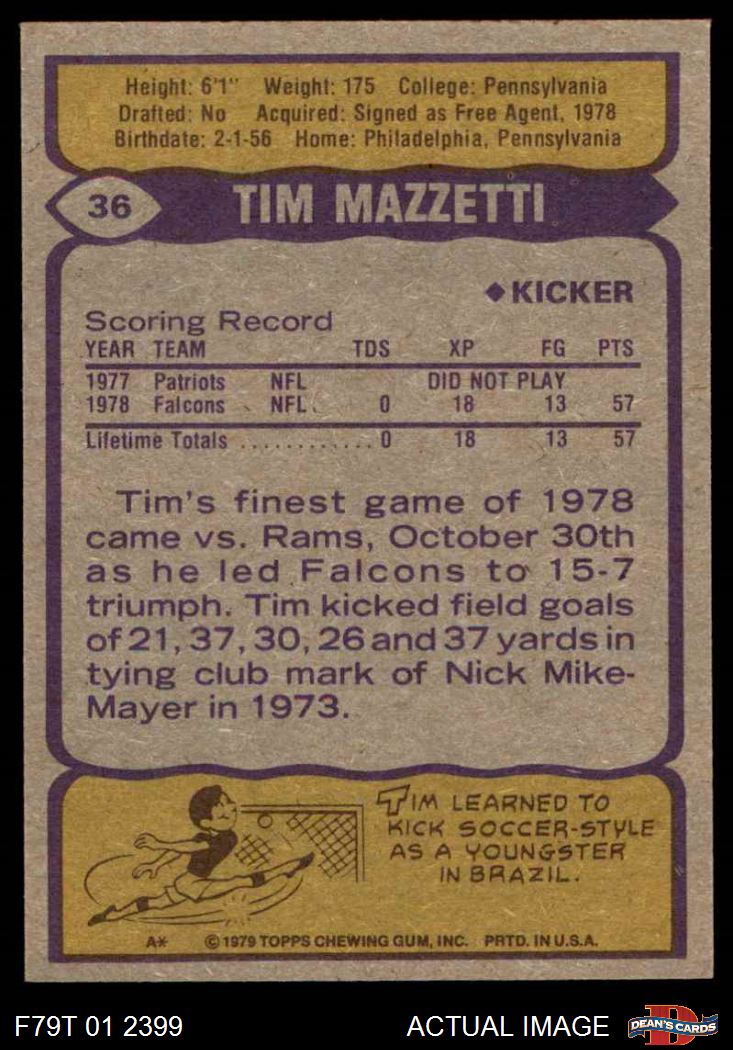 Height: 6'1" Weight: 175 College: Pennsylvania
Drafted: No Acquired: Signed as Free Agent, 1978
Birthdate: 2-1-56 Home: Philadelphia, Pennsylvania
36 TIM MAZZETTI
◆KICKER
Scoring Record
YEAR TEAM TDS XP FG PTS
1977 Patriots NFL DID NOT PLAY
1978 Falcons NFL 0 18 13 57
Lifetime Totals ............ 0 18 13 57
Tim's finest game of 1978
came vs. Rams, October 30th
as he led Falcons to 15-7
triumph. Tim kicked field goals
of 21, 37, 30, 26 and 37 yards in
tying club mark of Nick Mike-
Mayer in 1973.
TIM LEARNED TO
KICK SOCCER-STYLE
AS A YOUNGSTER
IN BRAZIL.
A* © 1979 TOPPS CHEWING GUM, INC. PRTD. IN U.S.A.
F79T 01 2399 ACTUAL IMAGE D DEAN'S CARDS